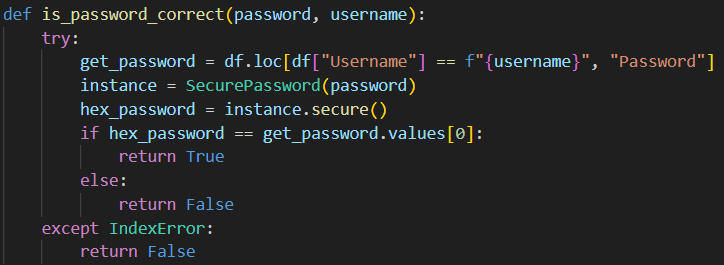 def is_password_correct(password, username):
    try:
        get_password = df.loc[df["Username"] == f"{username}", "Password"]
        instance = SecurePassword(password)
        hex_password = instance.secure()
        if hex_password == get_password.values[0]:
            return True
        else:
            return False
    except IndexError:
        return False